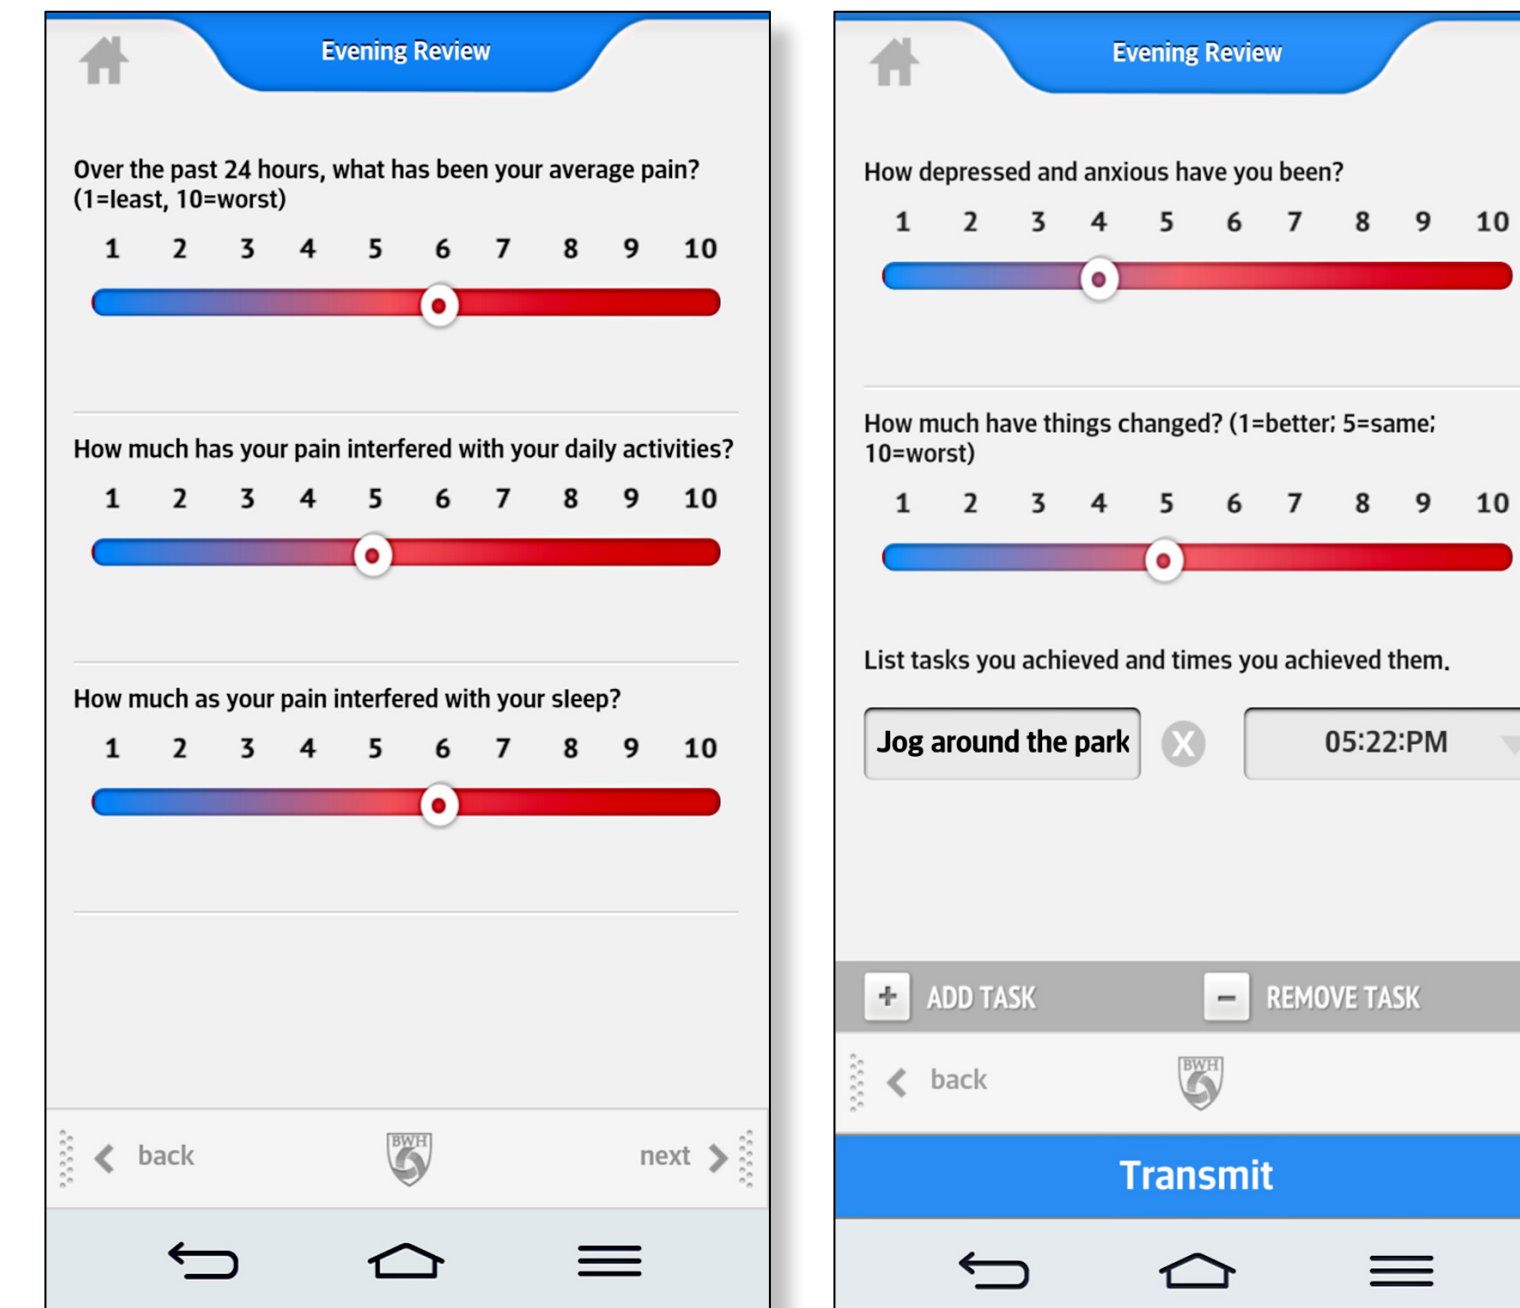 Evening Review
Over the past 24 hours, what has been your average pain?
(1=least, 10=worst)
1 2 3 4 5 6 7 8 9 10
How much has your pain interfered with your daily activities?
1 2 3 4 5 6 7 8 9 10
How much as your pain interfered with your sleep?
1 2 3 4 5 6 7 8 9 10
back
BWH
next
Evening Review
How depressed and anxious have you been?
1 2 3 4 5 6 7 8 9 10
How much have things changed? (1=better; 5=same;
10=worst)
1 2 3 4 5 6 7 8 9 10
List tasks you achieved and times you achieved them.
Jog around the park X 05:22:PM
+ ADD TASK - REMOVE TASK
back
BWH
Transmit